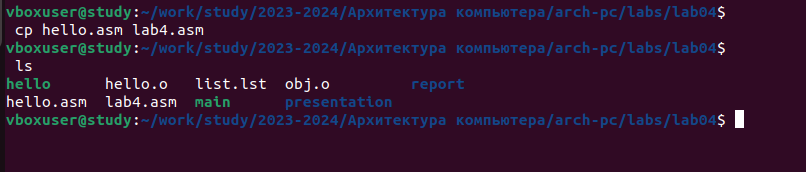 vboxuser@study:~/work/study/2023-2024/Архитектура компьютера/arch-pc/labs/lab04$
cp hello.asm lab4.asm
vboxuser@study:~/work/study/2023-2024/Архитектура компьютера/arch-pc/labs/lab04$
ls
hello hello.o list.lst obj.o report
hello.asm lab4.asm main presentation
vboxuser@study:~/work/study/2023-2024/Архитектура компьютера/arch-pc/labs/lab04$